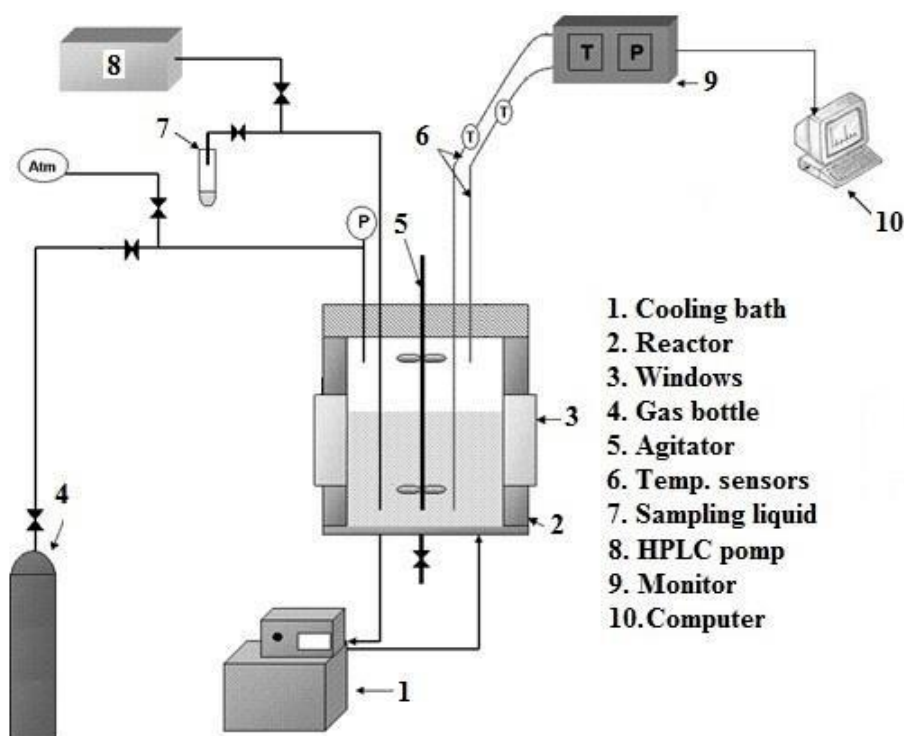 8
T P
9
7
6
T
T
Atm
10
P
5
1. Cooling bath
2. Reactor
3. Windows
4. Gas bottle
5. Agitator
6. Temp. sensors
7. Sampling liquid
8. HPLC pomp
9. Monitor
10.Computer
3
4
2
1